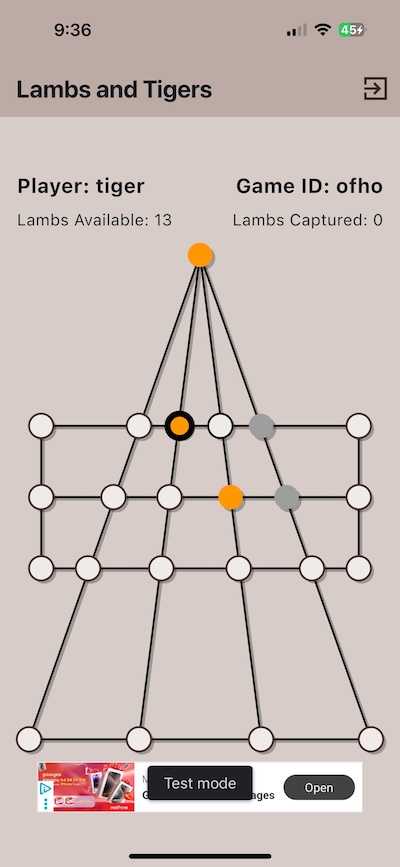 9:36
45
Lambs and Tigers
Player: tiger
Game ID: ofho
Lambs Available: 13
Lambs Captured: 0
Test mode
ages
Open